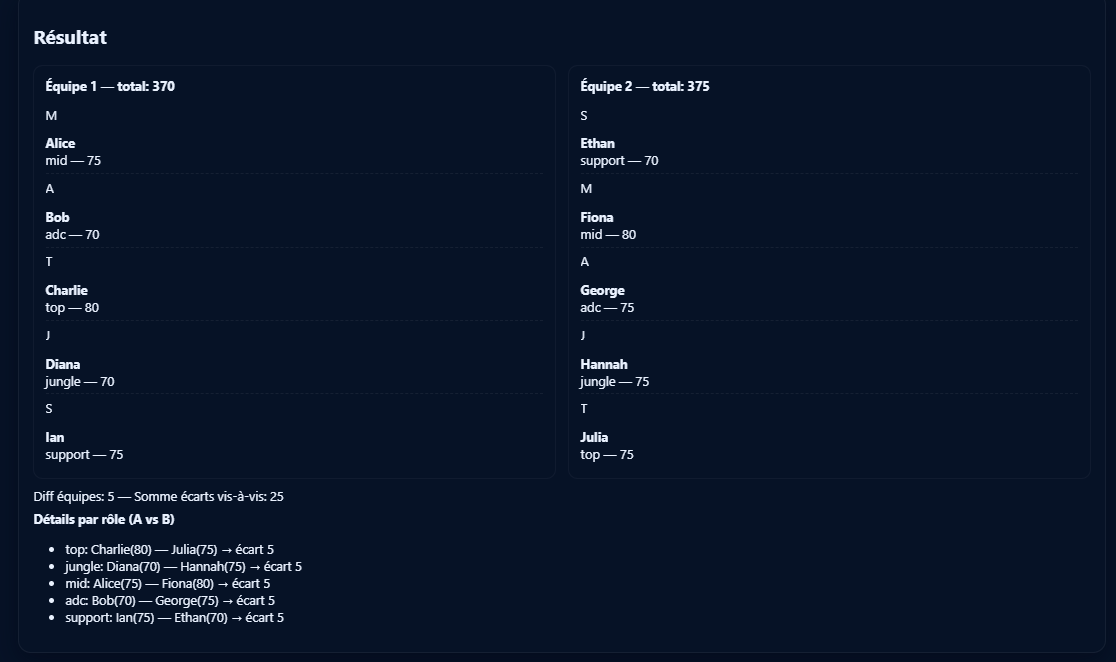 Résultat
Équipe 1 — total: 370
M
Alice
mid — 75
A
Bob
adc — 70
T
Charlie
top — 80
J
Diana
jungle — 70
S
Ian
support — 75
Équipe 2 — total: 375
S
Ethan
support — 70
M
Fiona
mid — 80
A
George
adc — 75
J
Hannah
jungle — 75
T
Julia
top — 75
Diff équipes: 5 — Somme écarts vis-à-vis: 25
Détails par rôle (A vs B)
• top: Charlie(80) — Julia(75) → écart 5
• jungle: Diana(70) — Hannah(75) → écart 5
• mid: Alice(75) — Fiona(80) → écart 5
• adc: Bob(70) — George(75) → écart 5
• support: Ian(75) — Ethan(70) → écart 5